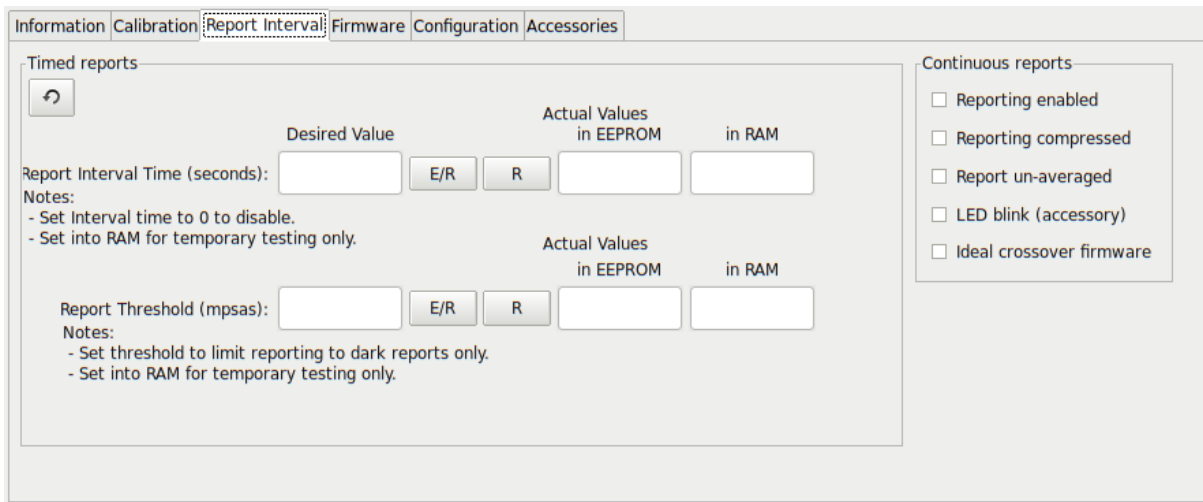 Information Calibration Report Interval Firmware Configuration Accessories
Timed reports
Desired Value
Actual Values
in EEPROM
in RAM
Report Interval Time (seconds):
E/R
R
Notes:
- Set Interval time to 0 to disable.
- Set into RAM for temporary testing only.
Actual Values
in EEPROM
in RAM
Report Threshold (mpsas):
E/R
R
Notes:
- Set threshold to limit reporting to dark reports only.
- Set into RAM for temporary testing only.
Continuous reports
Reporting enabled
Reporting compressed
Report un-averaged
LED blink (accessory)
Ideal crossover firmware